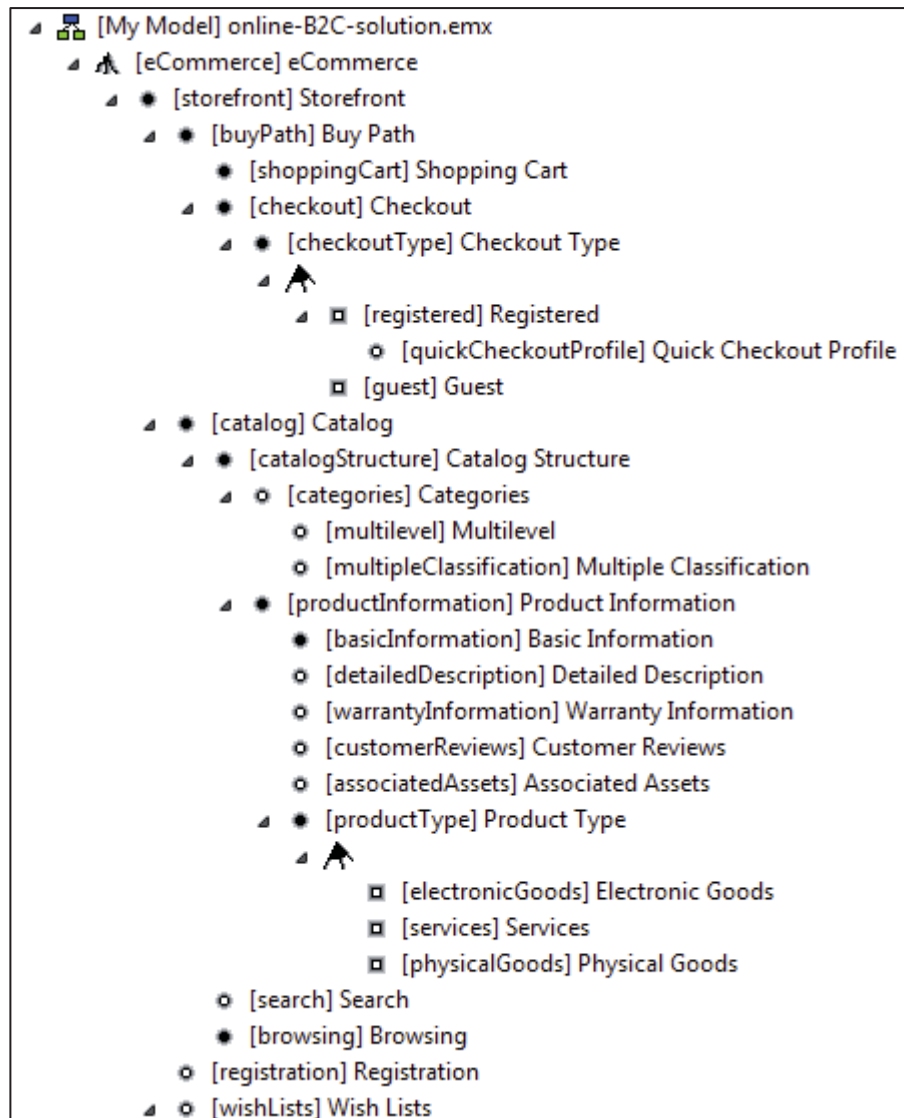 [My Model] online-B2C-solution.emx
[eCommerce] eCommerce
[storefront] Storefront
[buyPath] Buy Path
[shoppingCart] Shopping Cart
[checkout] Checkout
[checkoutType] Checkout Type
[registered] Registered
[quickCheckoutProfile] Quick Checkout Profile
[guest] Guest
[catalog] Catalog
[catalogStructure] Catalog Structure
[categories] Categories
[multilevel] Multilevel
[multipleClassification] Multiple Classification
[productInformation] Product Information
[basicInformation] Basic Information
[detailedDescription] Detailed Description
[warrantyInformation] Warranty Information
[customerReviews] Customer Reviews
[associatedAssets] Associated Assets
[productType] Product Type
[electronicGoods] Electronic Goods
[services] Services
[physicalGoods] Physical Goods
[search] Search
[browsing] Browsing
[registration] Registration
[wishLists] Wish Lists